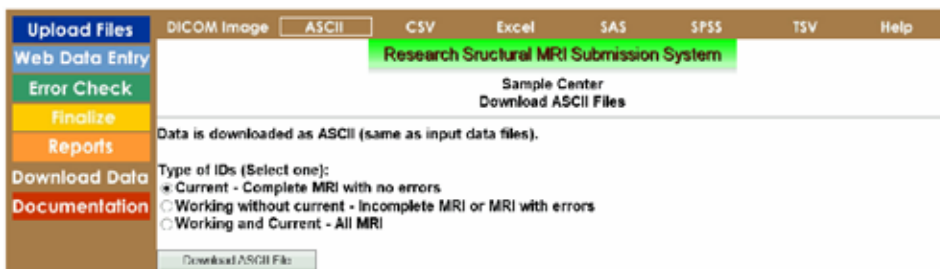 Upload Files
DICOM Image ASCII CSV Excel SAS SPSS TSV Help
Web Data Entry
Research Sructural MRI Submission System
Error Check
Sample Center
Download ASCII Files
Finalize
Data is downloaded as ASCII (same as input data files).
Reports
Type of IDs (Select one):
Download Data
Current - Complete MRI with no errors
Documentation
Working without current - Incomplete MRI or MRI with errors
Working and Current - All MRI
Download ASCII File